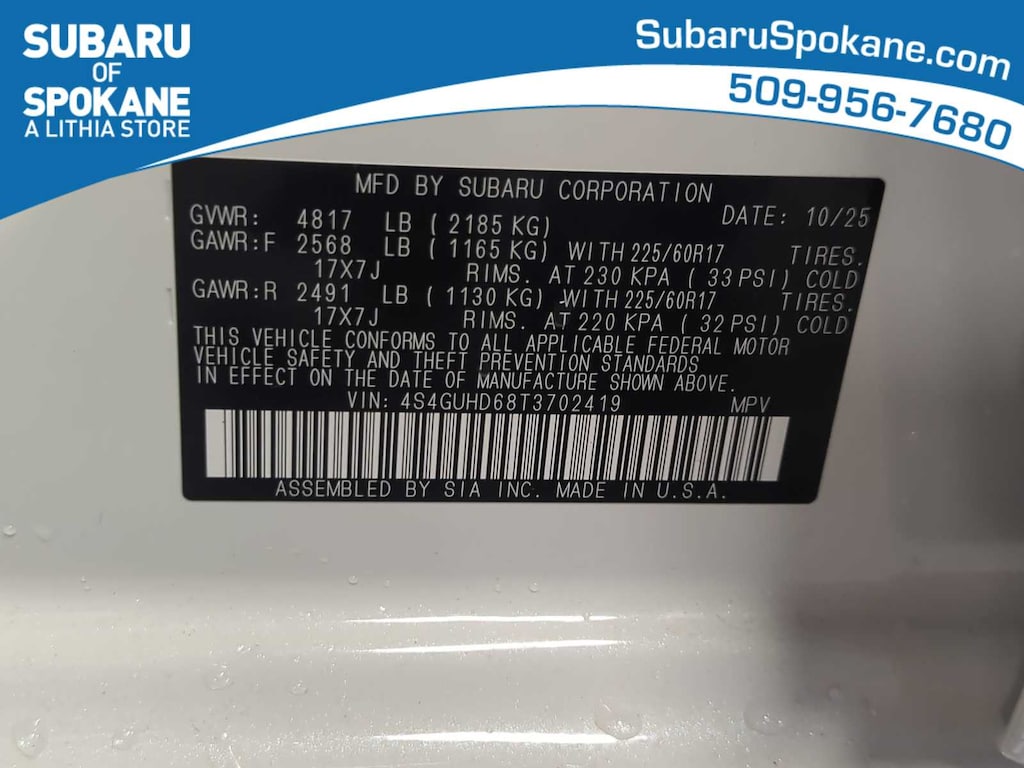 SUBARU
OF
SPOKANE
A LITHIA STORE
SubaruSpokane.com
509-956-7680
MFD BY SUBARU CORPORATION
GVWR: 4817 LB ( 2185 KG) DATE: 10/25
GAWR:F 2568 LB ( 1165 KG) WITH 225/60R17 TIRES.
17X7J RIMS. AT 230 KPA ( 33 PSI) COLD
GAWR:R 2491 LB ( 1130 KG) WITH 225/60R17 TIRES.
17X7J RIMS. AT 220 KPA ( 32 PSI) COLD
THIS VEHICLE CONFORMS TO ALL APPLICABLE FEDERAL MOTOR
VEHICLE SAFETY AND THEFT PREVENTION STANDARDS
IN EFFECT ON THE DATE OF MANUFACTURE SHOWN ABOVE.
VIN: 4S4GUHD68T3702419 MPV
ASSEMBLED BY SIA INC. MADE IN U.S.A.